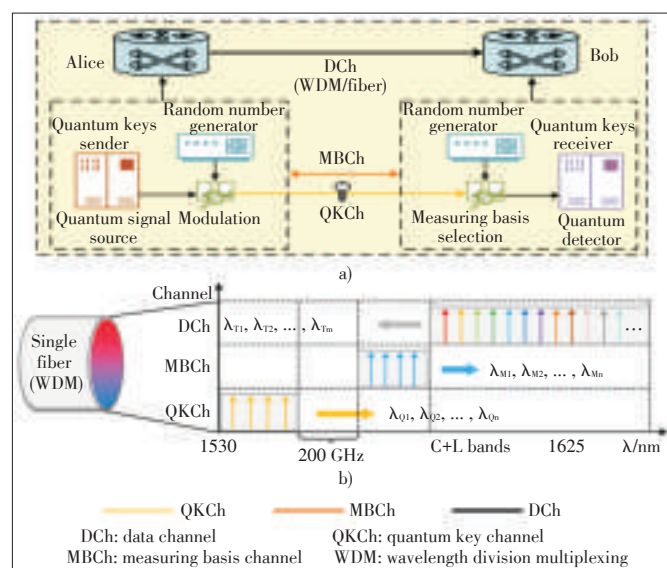 Alice
DCh
(WDM/fiber)
Bob
Quantum keys
sender
Random number
generator
Random number
generator
Quantum keys
receiver
MBCh
QKCh
Quantum signal
source
Modulation
Measuring basis
selection
Quantum
detector
a)
Channel
Single
fiber
(WDM)
DCh
λT1, λT2, ... , λTm
...
MBCh
λM1, λM2, ... , λMn
QKCh
λQ1, λQ2, ... , λQn
1530
200 GHz
C+L bands
1625
λ/nm
b)
QKCh
MBCh
DCh
DCh: data channel
QKCh: quantum key channel
MBCh: measuring basis channel
WDM: wavelength division multiplexing